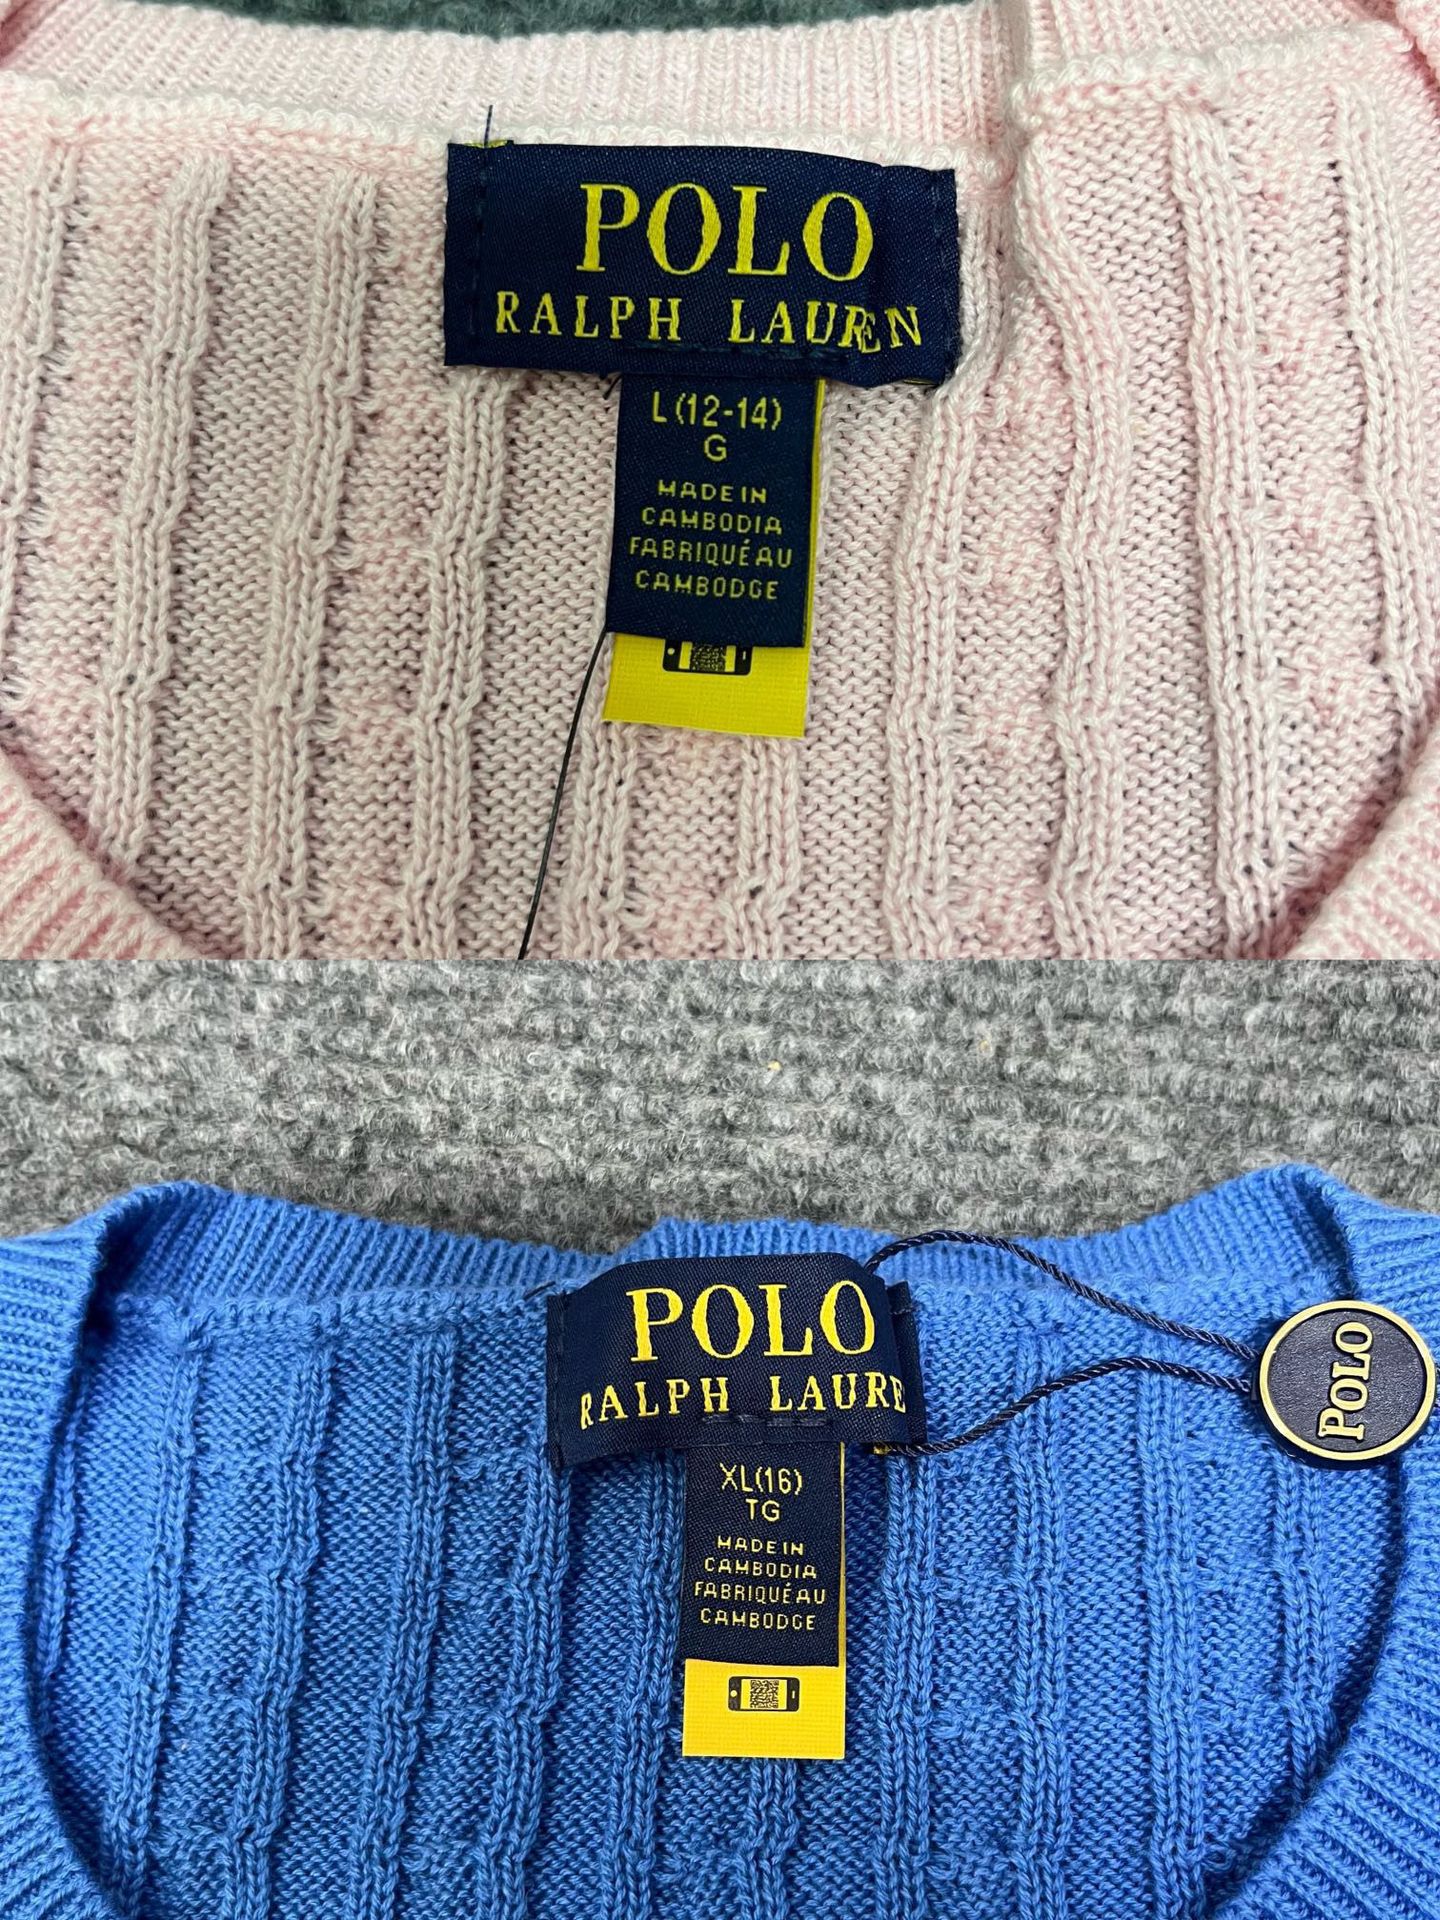 POLO
RALPH LAUREN
L (12-14)
G
MADE IN
CAMBODIA
FABRIQUÉ AU
CAMBODGE
POLO
RALPH LAURE
XL(16)
TG
MADE IN
CAMBODIA
FABRIQUÉ AU
CAMBODGE
POLO